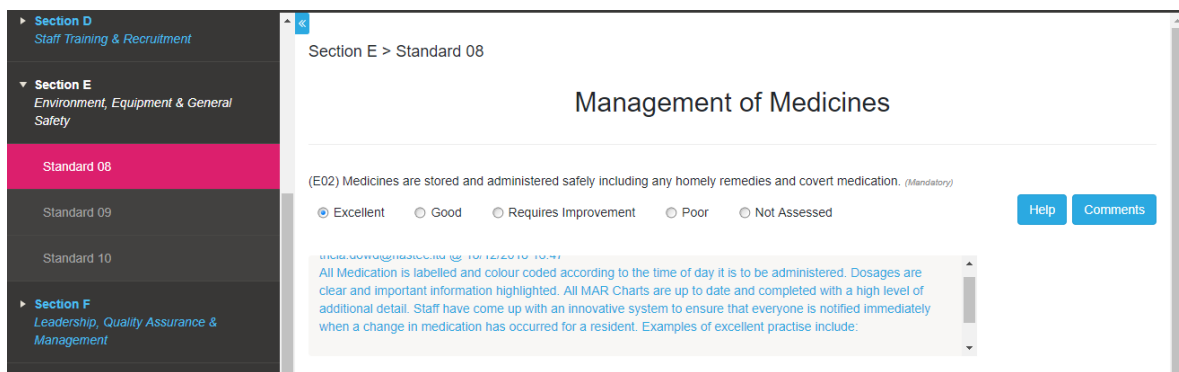 Section D
Staff Training & Recruitment
Section E
Environment, Equipment & General
Safety
Standard 08
Standard 09
Standard 10
Section F
Leadership, Quality Assurance &
Management
«
Section E > Standard 08
Management of Medicines
(E02) Medicines are stored and administered safely including any homely remedies and covert medication. (Mandatory)
Excellent Good Requires Improvement Poor Not Assessed
Help Comments
All Medication is labelled and colour coded according to the time of day it is to be administered. Dosages are
clear and important information highlighted. All MAR Charts are up to date and completed with a high level of
additional detail. Staff have come up with an innovative system to ensure that everyone is notified immediately
when a change in medication has occurred for a resident. Examples of excellent practise include: